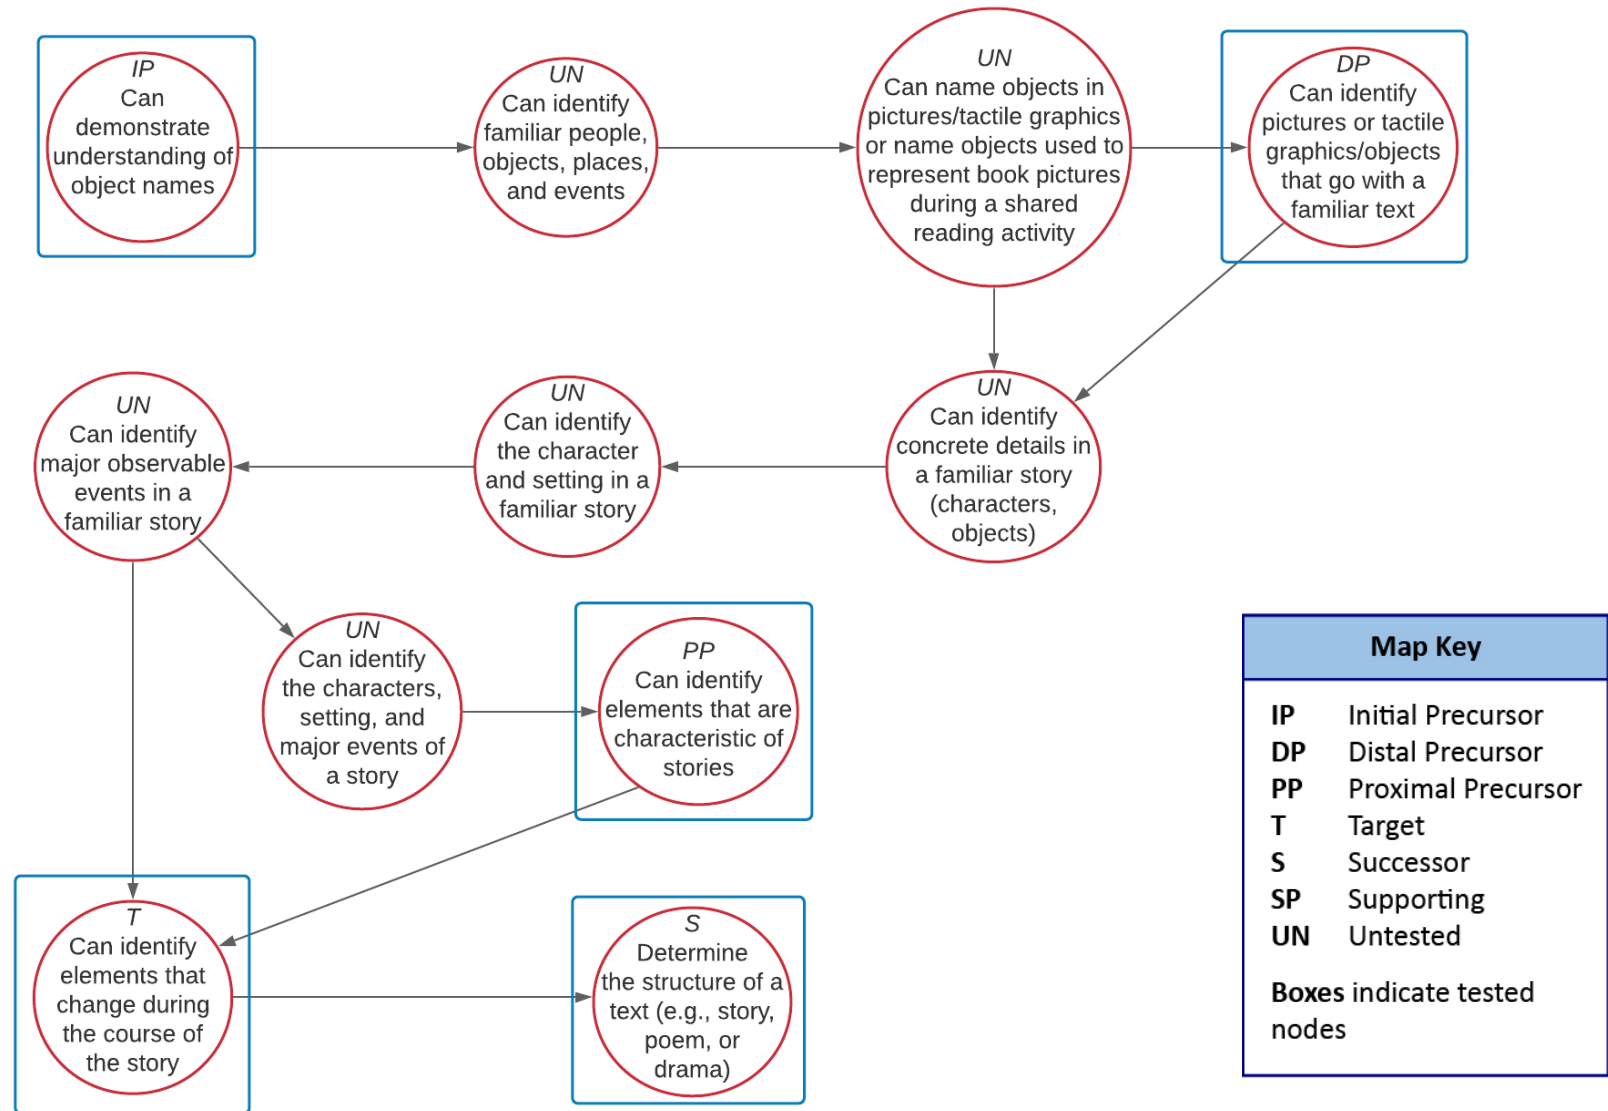 IP
Can
demonstrate
understanding of
object names
UN
Can identify
familiar people,
objects, places,
and events
UN
Can name objects in
pictures/tactile graphics
or name objects used to
represent book pictures
during a shared
reading activity
DP
Can identify
pictures or tactile
graphics/objects
that go with a
familiar text
UN
Can identify
major observable
events in a
familiar story
UN
Can identify
the character
and setting in a
familiar story
UN
Can identify
concrete details in
a familiar story
(characters,
objects)
UN
Can identify
the characters,
setting, and
major events of
a story
PP
Can identify
elements that are
characteristic of
stories
T
Can identify
elements that
change during
the course of
the story
S
Determine
the structure of a
text (e.g., story,
poem, or
drama)
Map Key
IP Initial Precursor
DP Distal Precursor
PP Proximal Precursor
T Target
S Successor
SP Supporting
UN Untested
Boxes indicate tested
nodes